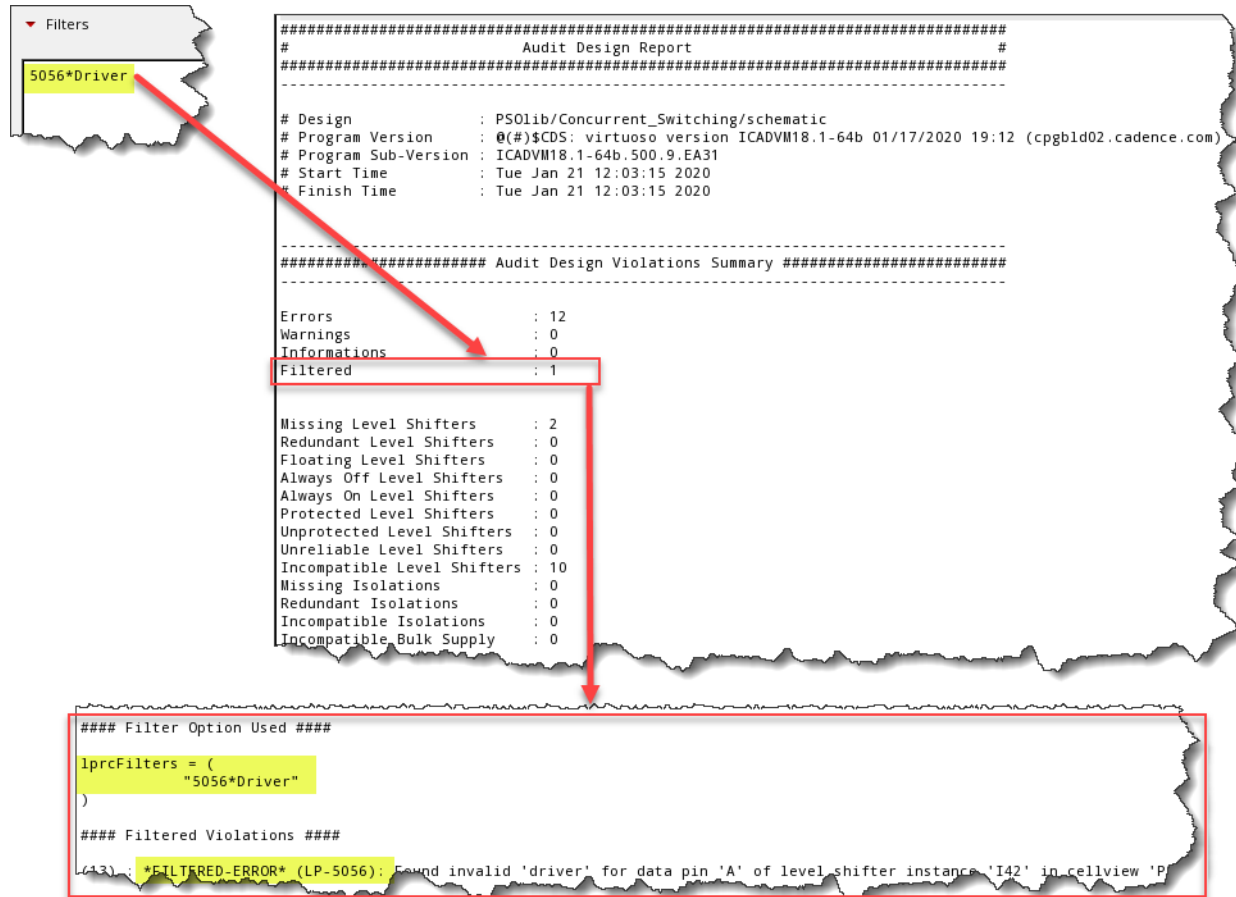 Filters
5056*Driver
#################################################################################
# Audit Design Report #
#################################################################################
---------------------------------------------------------------------------------
# Design : PSOlib/Concurrent_Switching/schematic
# Program Version : @(#)$CDS: virtuoso version ICADVM18.1-64b 01/17/2020 19:12 (cpgbld02.cadence.com)
# Program Sub-Version : ICADVM18.1-64b.500.9.EA31
# Start Time : Tue Jan 21 12:03:15 2020
# Finish Time : Tue Jan 21 12:03:15 2020
---------------------------------------------------------------------------------
####################### Audit Design Violations Summary #########################
---------------------------------------------------------------------------------
Errors : 12
Warnings : 0
Informations : 0
Filtered : 1
Missing Level Shifters : 2
Redundant Level Shifters : 0
Floating Level Shifters : 0
Always Off Level Shifters : 0
Always On Level Shifters : 0
Protected Level Shifters : 0
Unprotected Level Shifters : 0
Unreliable Level Shifters : 0
Incompatible Level Shifters : 10
Missing Isolations : 0
Redundant Isolations : 0
Incompatible Isolations : 0
Incompatible Bulk Supply : 0
#### Filter Option Used ####
lprcFilters = (
"5056*Driver"
)
#### Filtered Violations ####
(13) : *FILTERED-ERROR* (LP-5056): Found invalid 'driver' for data pin 'A' of level shifter instance 'I42' in cellview 'P